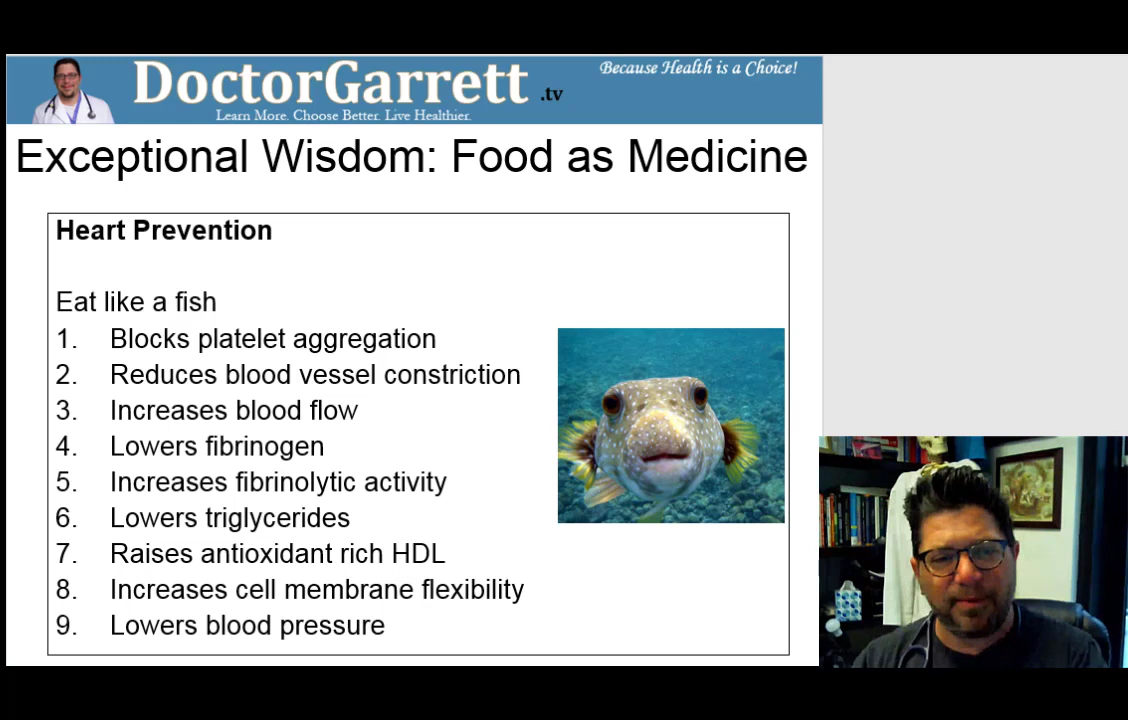 DoctorGarrett .tv
Because Health is a Choice!
Learn More. Choose Better. Live Healthier.
Exceptional Wisdom: Food as Medicine
Heart Prevention
Eat like a fish
1. Blocks platelet aggregation
2. Reduces blood vessel constriction
3. Increases blood flow
4. Lowers fibrinogen
5. Increases fibrinolytic activity
6. Lowers triglycerides
7. Raises antioxidant rich HDL
8. Increases cell membrane flexibility
9. Lowers blood pressure